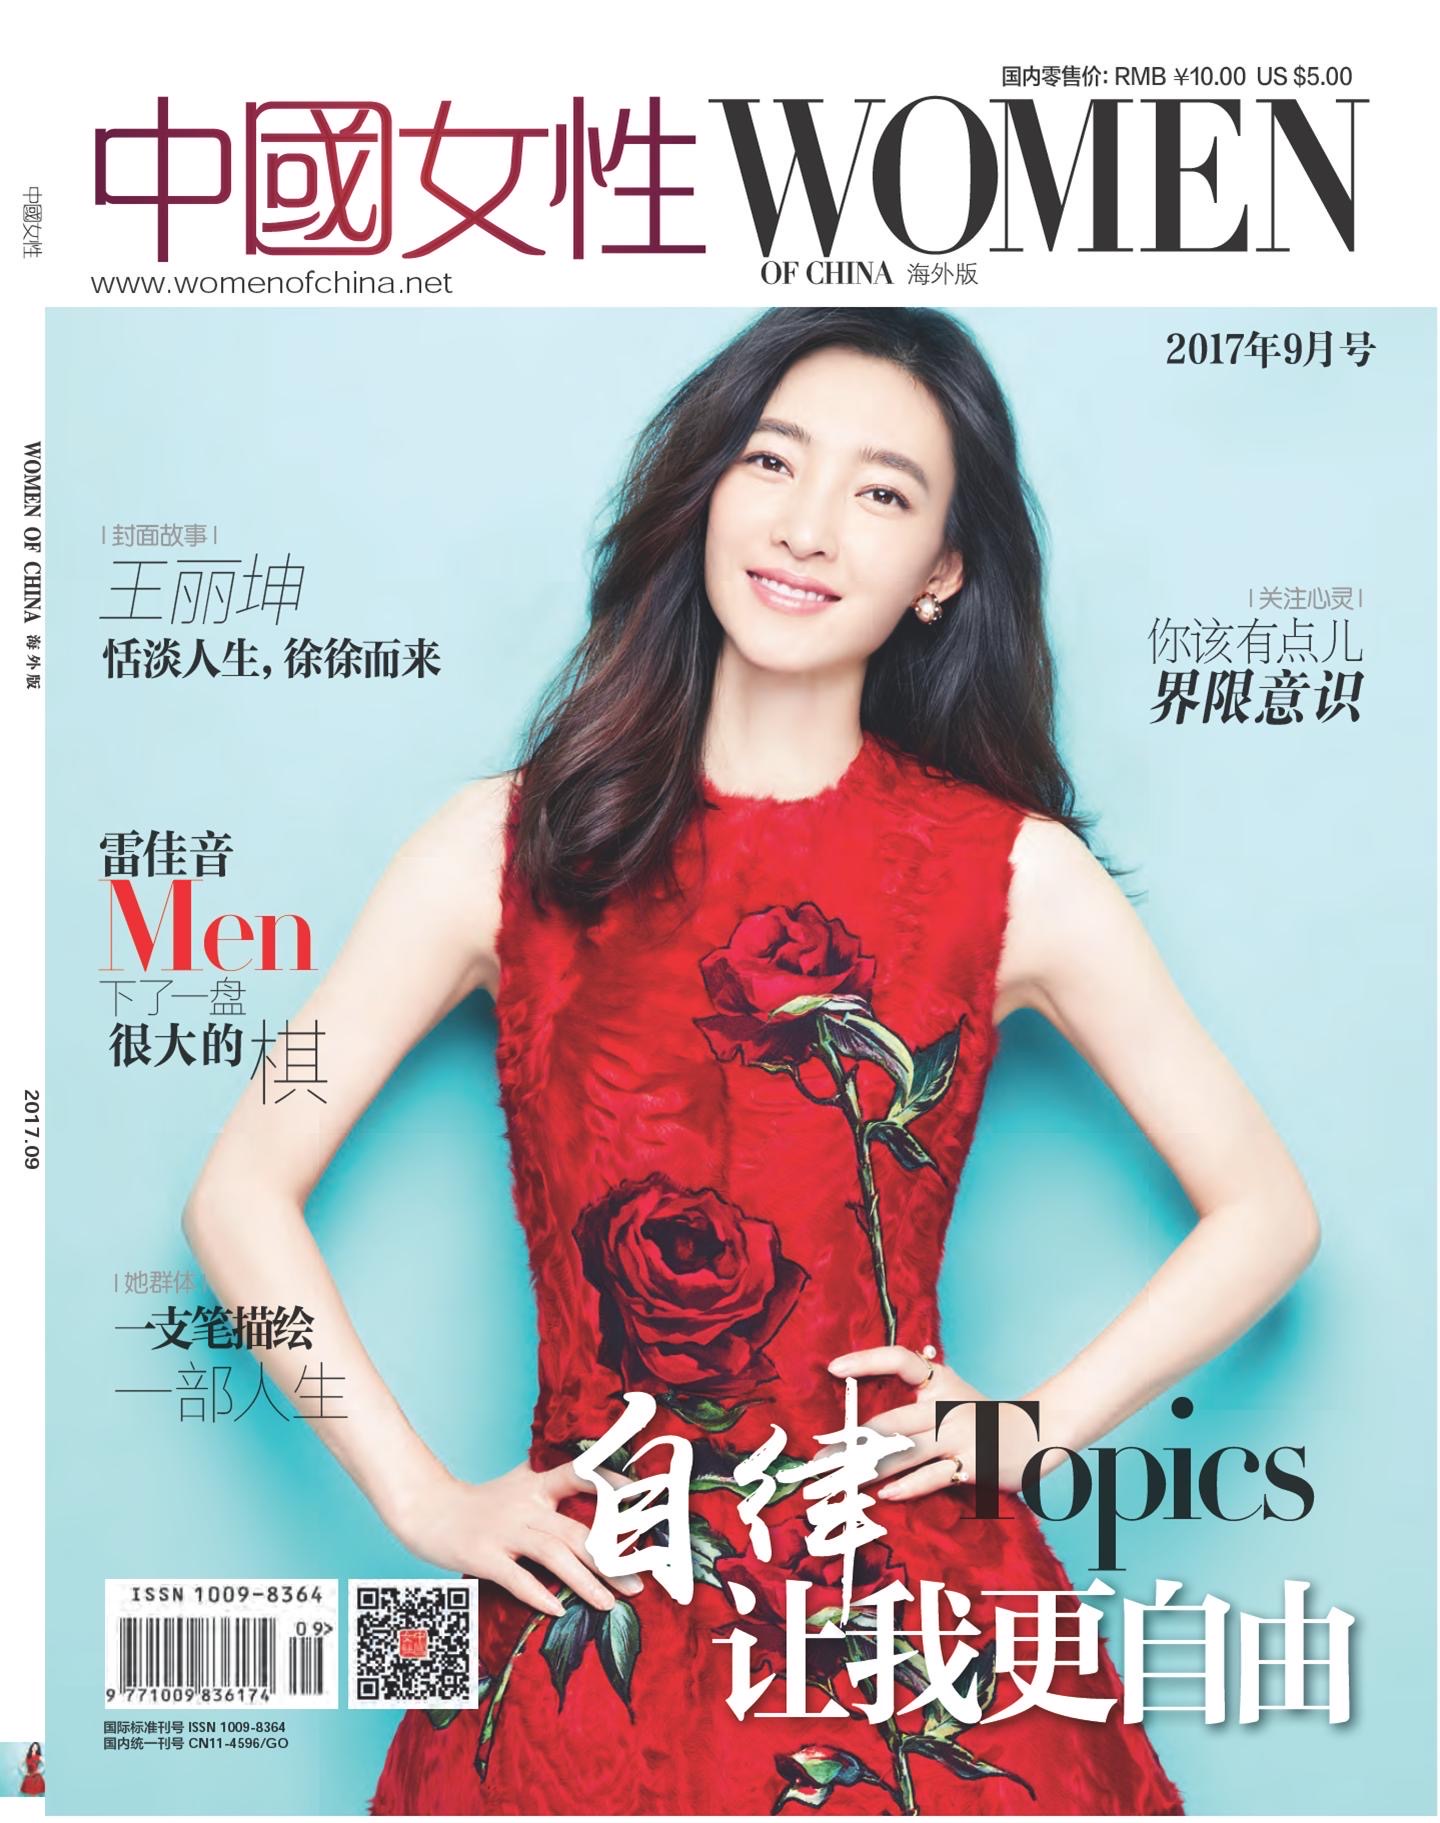 国内零售价: RMB ¥10.00 US $5.00
中國女性 WOMEN
OF CHINA 海外版
www.womenofchina.net
2017年9月号
中國女性
WOMEN OF CHINA 海外版
2017.09
封面故事
王丽坤
恬淡人生,徐徐而来
关注心灵
你该有点儿
界限意识
雷佳音
Men
下了一盘
很大的棋
她群体
一支笔描绘
一部人生
自律 Topics
让我更自由
ISSN 1009-8364
09>
9 771009 836174
国际标准刊号 ISSN 1009-8364
国内统一刊号 CN11-4596/GO